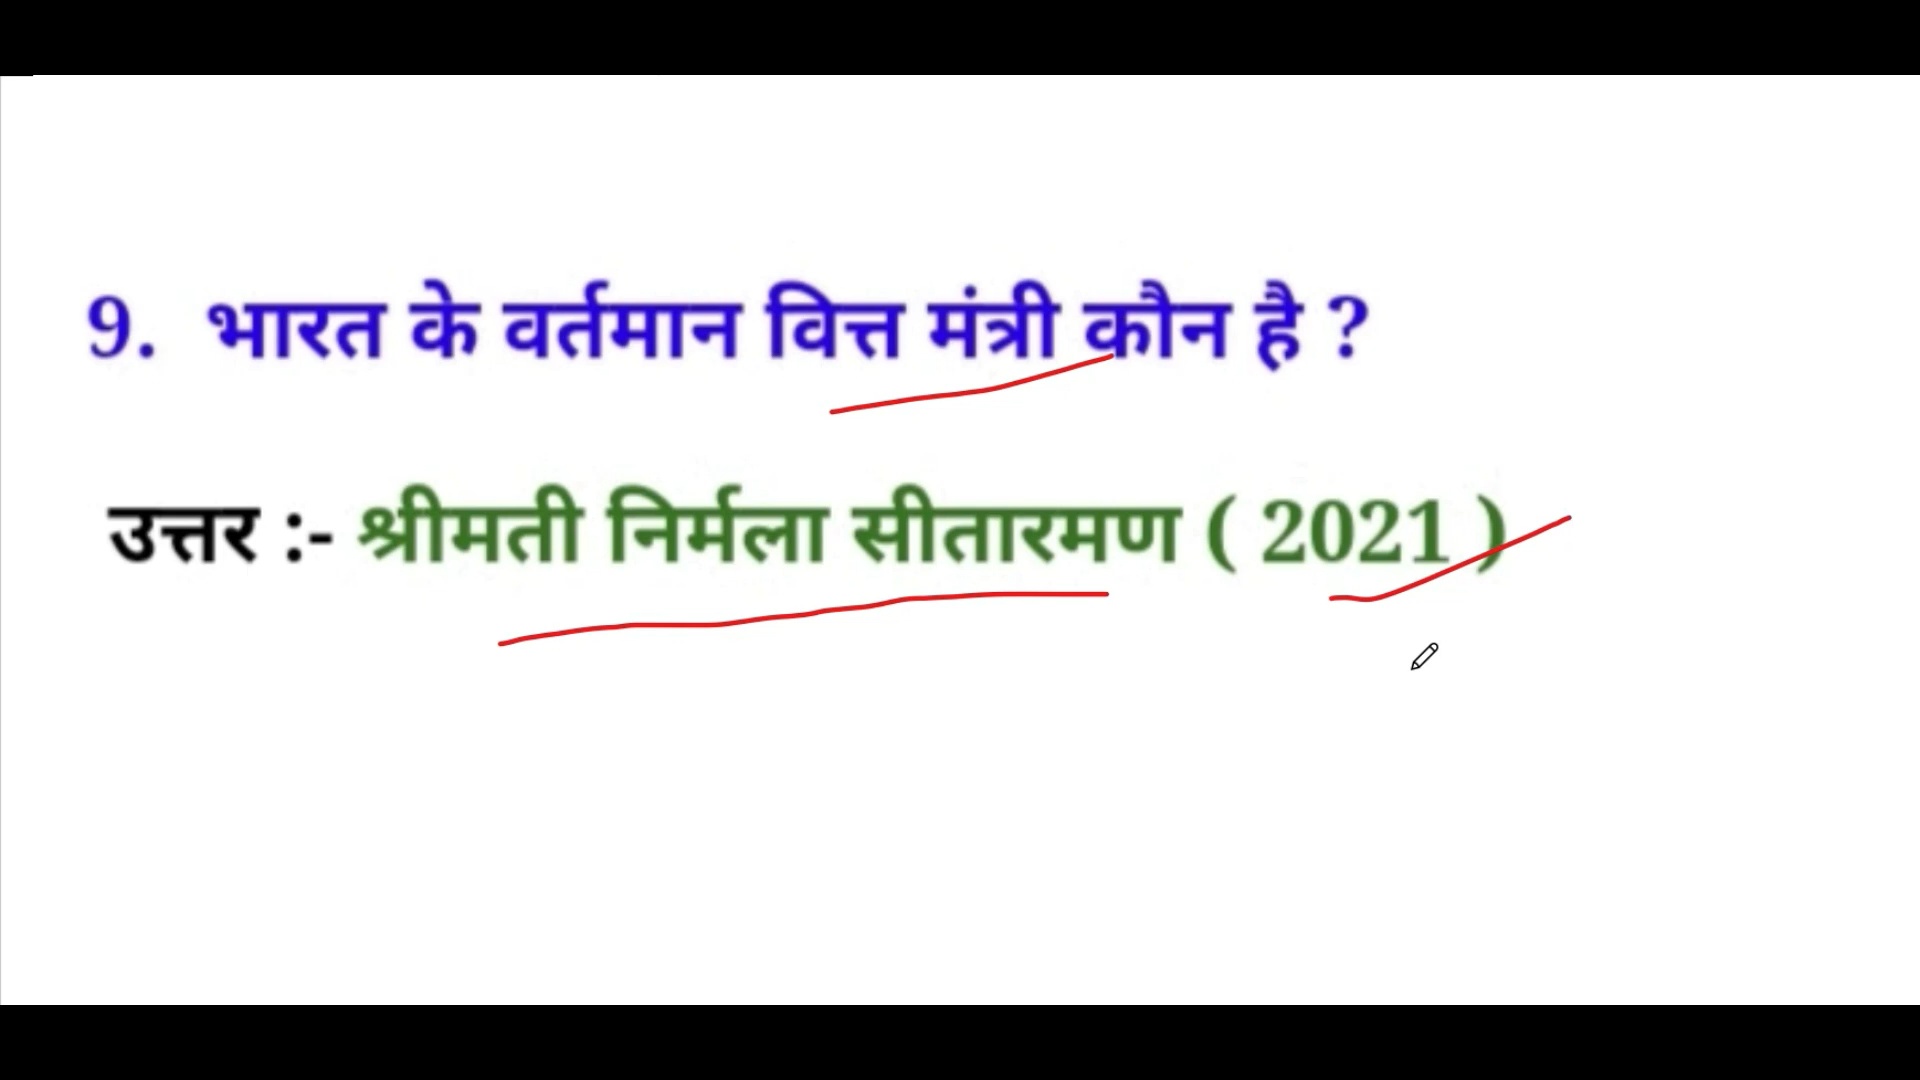 9. भारत के वर्तमान वित्त मंत्री कौन है ?
उत्तर :- श्रीमती निर्मला सीतारमण ( 2021 )